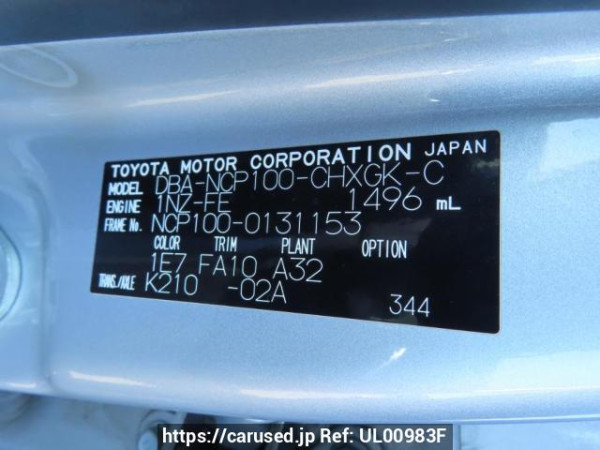 TOYOTA MOTOR CORPORATION JAPAN
MODEL DBA-NCP100-CHXGK-C
ENGINE 1NZ-FE 1496 mL
FRAME No. NCP100-0131153
COLOR TRIM PLANT OPTION
1E7 FA10 A32
TRANS./AXLE K210 -02A
344
https://carused.jp Ref: UL00983F